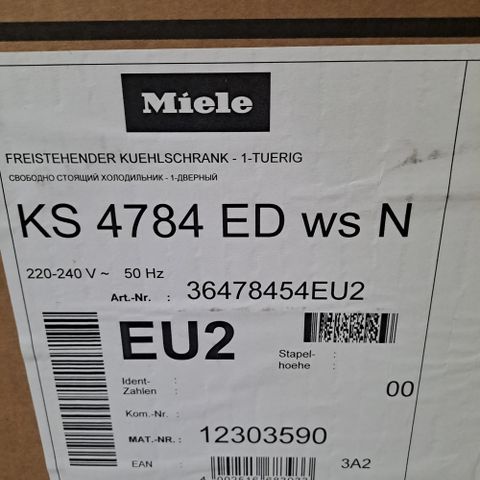 Miele
FREISTEHENDER KUEHLSCHRANK - 1-TUERIG
СВОБОДНО СТОЯЩИЙ ХОЛОДИЛЬНИК - 1-ДВЕРНЫЙ
KS 4784 ED ws N
220-240 V ~ 50 Hz
Art.-Nr. : 36478454EU2
EU2
Stapel-
hoehe :
Ident- :
Zahlen :
00
Kom.-Nr. :
MAT.-NR. : 12303590
EAN :
3A2